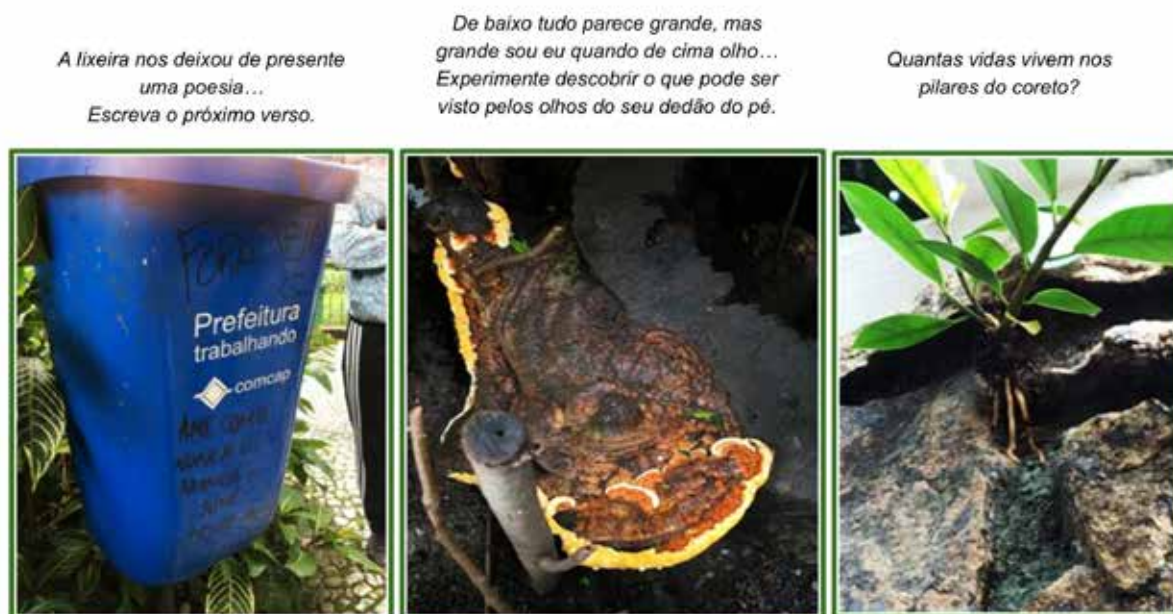 A lixeira nos deixou de presente
uma poesia…
Escreva o próximo verso.
De baixo tudo parece grande, mas
grande sou eu quando de cima olho…
Experimente descobrir o que pode ser
visto pelos olhos do seu dedão do pé.
Quantas vidas vivem nos
pilares do coreto?
Prefeitura
trabalhando
comcap